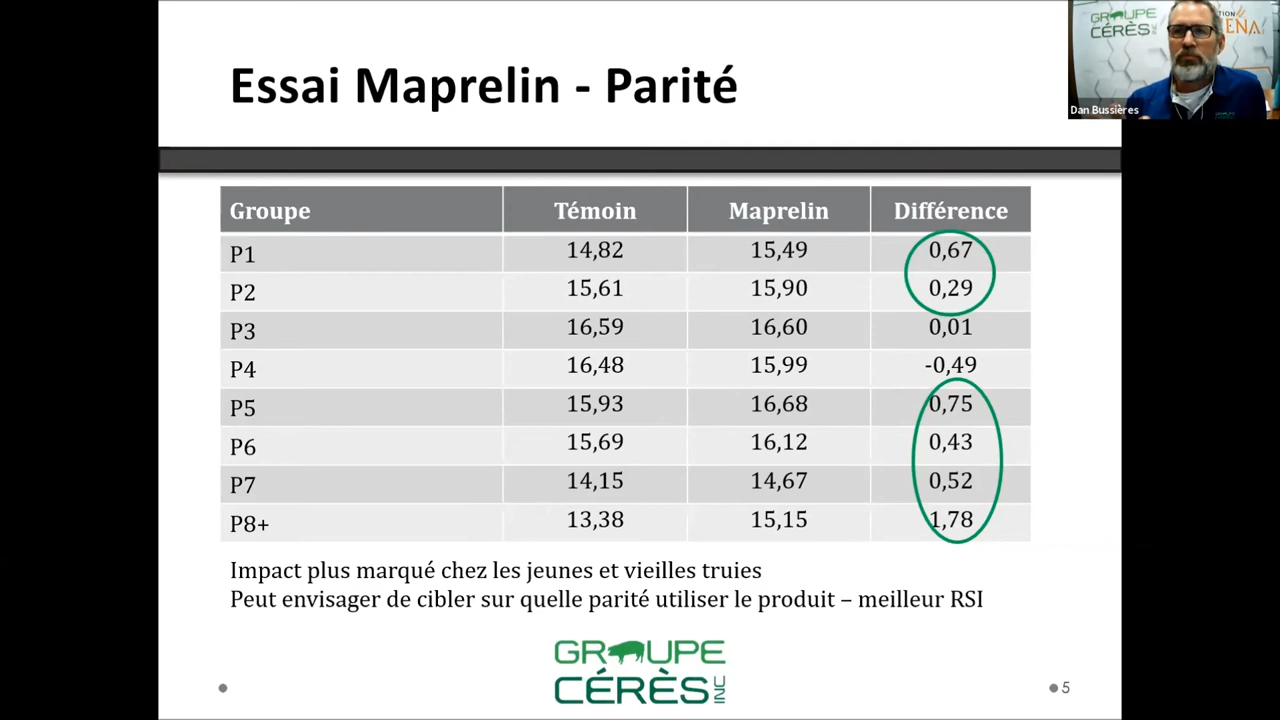 Essai Maprelin - Parité
GROUPE
CÉRÈS INC
TION
ENA
Dan Bussières
Groupe Témoin Maprelin Différence
P1 14,82 15,49 0,67
P2 15,61 15,90 0,29
P3 16,59 16,60 0,01
P4 16,48 15,99 -0,49
P5 15,93 16,68 0,75
P6 15,69 16,12 0,43
P7 14,15 14,67 0,52
P8+ 13,38 15,15 1,78
Impact plus marqué chez les jeunes et vieilles truies
Peut envisager de cibler sur quelle parité utiliser le produit – meilleur RSI
GROUPE
CÉRÈS INC
5